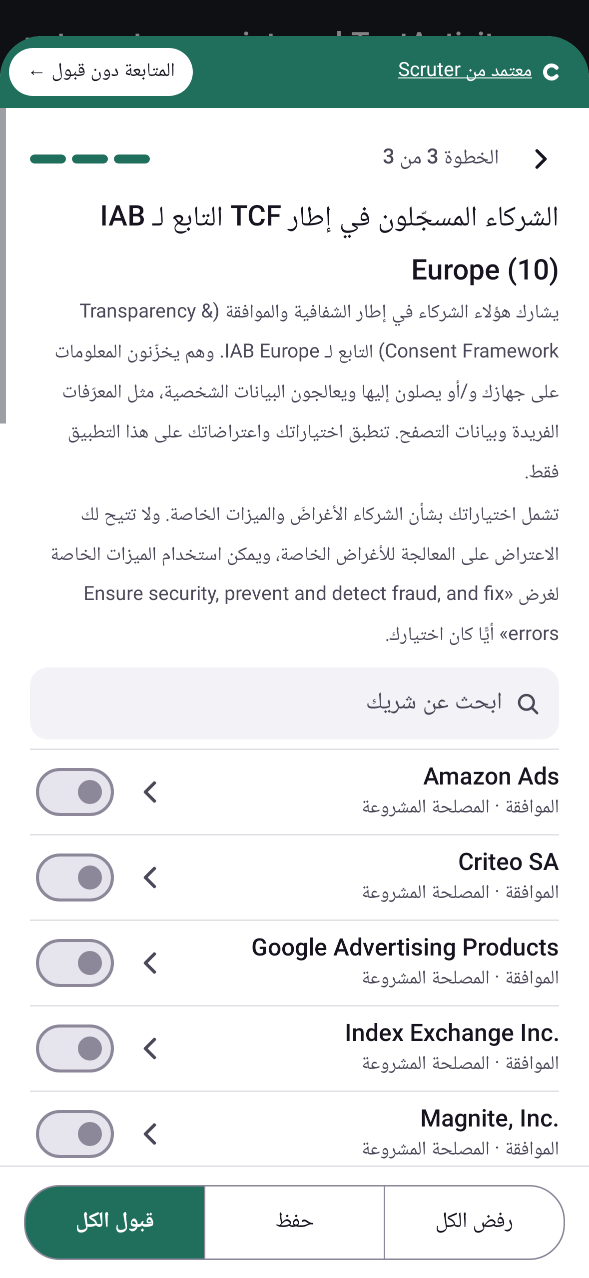 المتابعة دون قبول ←
معتمد من Scruter
الخطوة 3 من 3
الشركاء المسجّلون في إطار TCF التابع لـ IAB
Europe (10)
يشارك هؤلاء الشركاء في إطار الشفافية والموافقة (Transparency &
Consent Framework) التابع لـ IAB Europe. وهم يخزّنون المعلومات
على جهازك و/أو يصلون إليها ويعالجون البيانات الشخصية، مثل المعرّفات
الفريدة وبيانات التصفح. تنطبق اختياراتك واعتراضاتك على هذا التطبيق
فقط.
تشمل اختياراتك بشأن الشركاء الأغراضَ والميزات الخاصة. ولا تتيح لك
الاعتراض على المعالجة للأغراض الخاصة، ويمكن استخدام الميزات الخاصة
لغرض «Ensure security, prevent and detect fraud, and fix
errors» أيًّا كان اختيارك.
ابحث عن شريك
Amazon Ads
الموافقة · المصلحة المشروعة
Criteo SA
الموافقة · المصلحة المشروعة
Google Advertising Products
الموافقة · المصلحة المشروعة
Index Exchange Inc.
الموافقة · المصلحة المشروعة
Magnite, Inc.
الموافقة · المصلحة المشروعة
رفض الكل
حفظ
قبول الكل